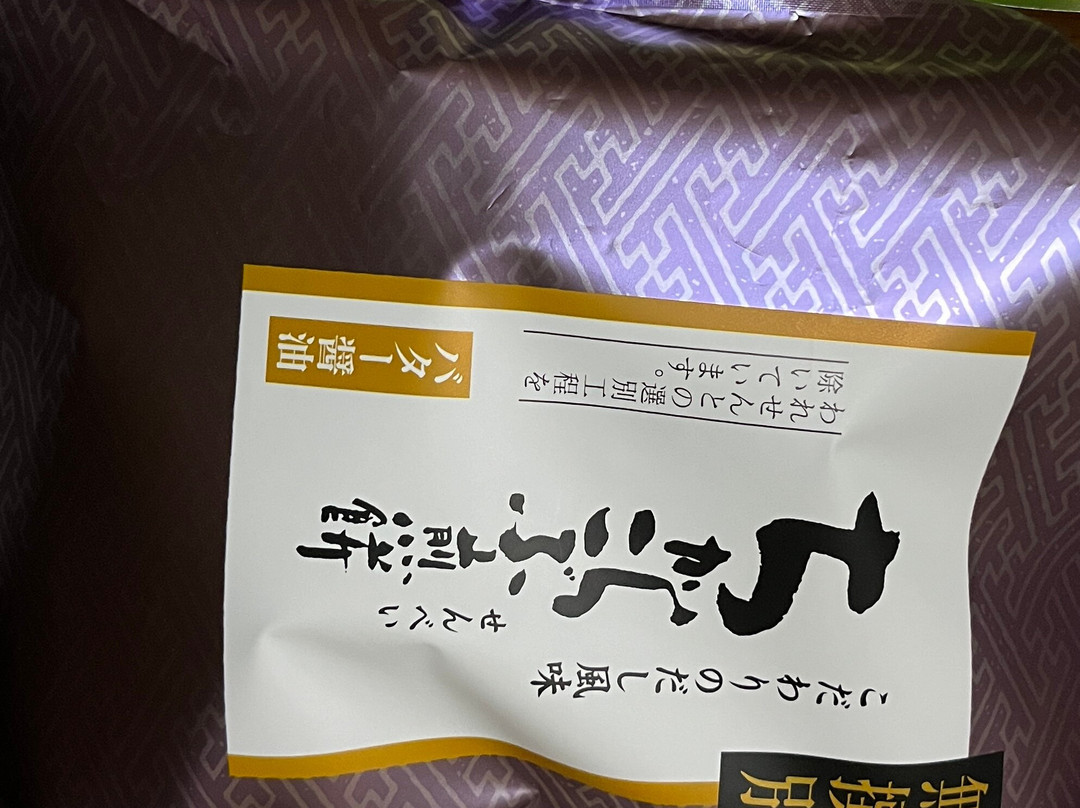 こだわりのだし風味
ちからこぶ煎餅
せんべい
われせんとの選別工程を
除いています。
バター醤油